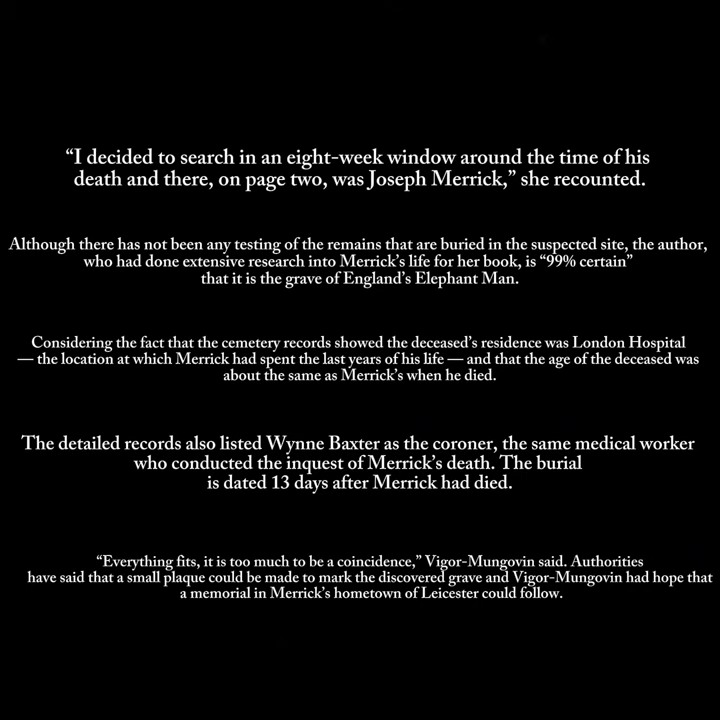 “I decided to search in an eight-week window around the time of his
death and there, on page two, was Joseph Merrick,” she recounted.
Although there has not been any testing of the remains that are buried in the suspected site, the author,
who had done extensive research into Merrick’s life for her book, is “99% certain”
that it is the grave of England’s Elephant Man.
Considering the fact that the cemetery records showed the deceased’s residence was London Hospital
— the location at which Merrick had spent the last years of his life — and that the age of the deceased was
about the same as Merrick’s when he died.
The detailed records also listed Wynne Baxter as the coroner, the same medical worker
who conducted the inquest of Merrick’s death. The burial
is dated 13 days after Merrick had died.
“Everything fits, it is too much to be a coincidence,” Vigor-Mungovin said. Authorities
have said that a small plaque could be made to mark the discovered grave and Vigor-Mungovin had hope that
a memorial in Merrick’s hometown of Leicester could follow.